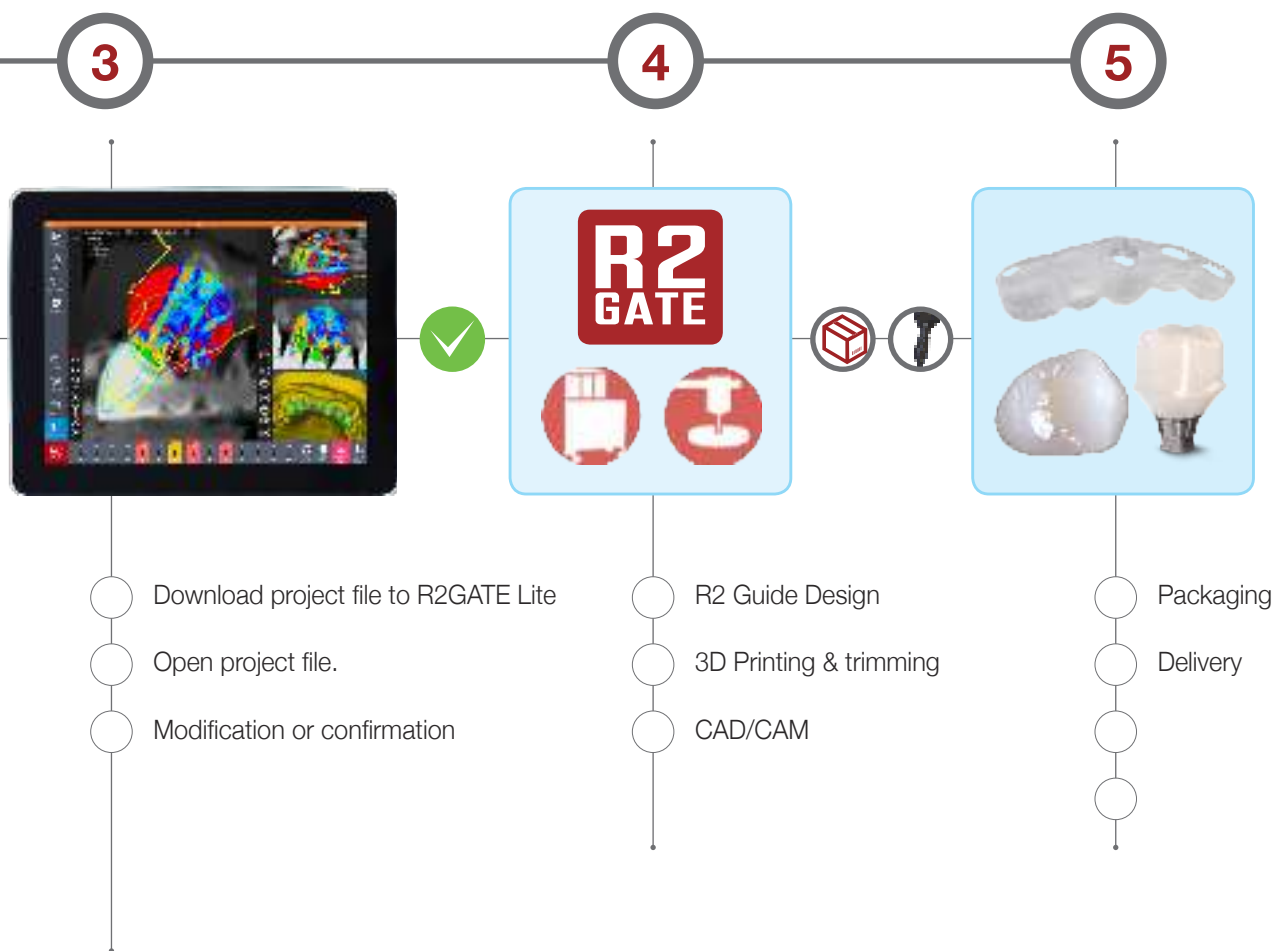 3
4
5
R2
GATE
Download project file to R2GATE Lite
Open project file.
Modification or confirmation
R2 Guide Design
3D Printing & trimming
CAD/CAM
Packaging
Delivery